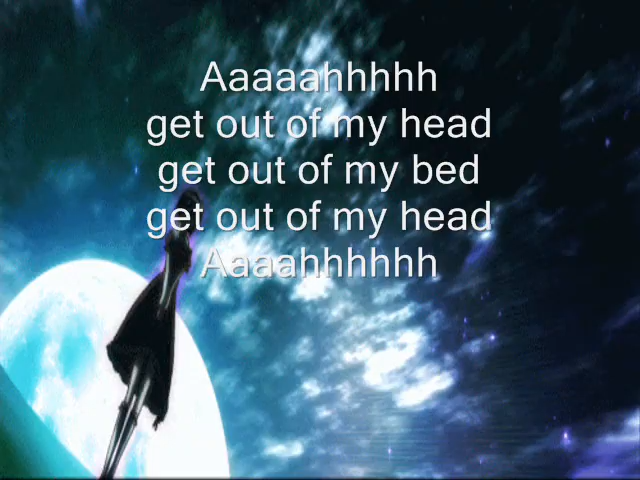 Aaaaahhhhh
get out of my head
get out of my bed
get out of my head
Aaaahhhhhh